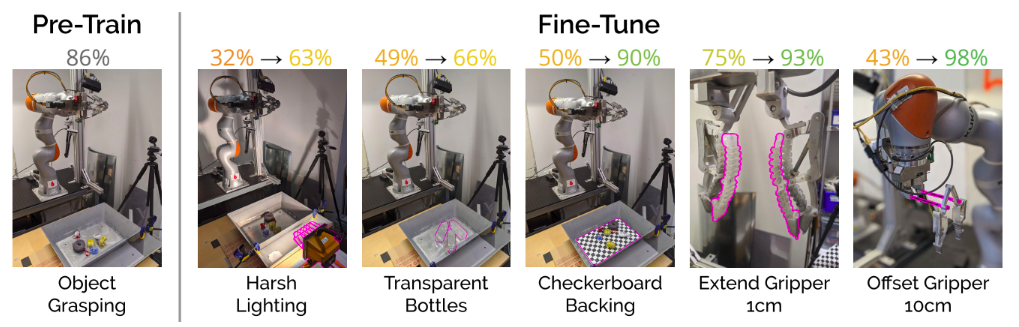 Pre-Train
Fine-Tune
86%
32% → 63%
49% → 66%
50% → 90%
75% → 93%
43% → 98%
Object
Grasping
Harsh
Lighting
Transparent
Bottles
Checkerboard
Backing
Extend Gripper
1cm
Offset Gripper
10cm